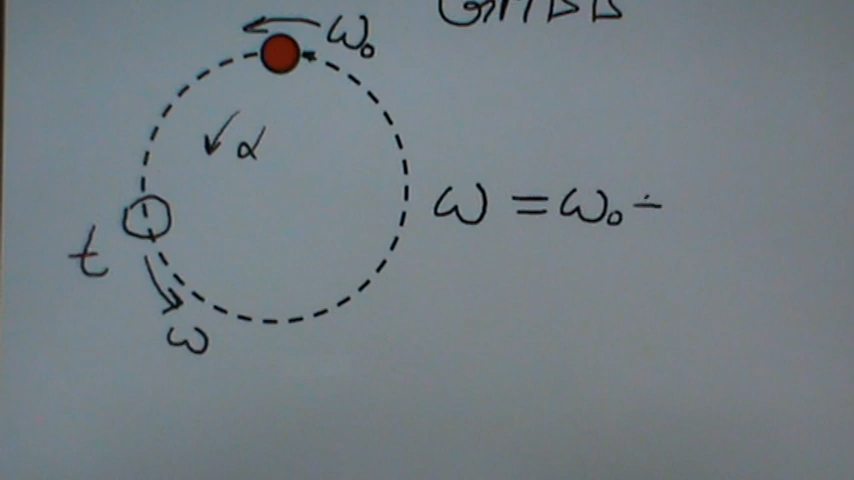 ω₀
α
ω = ω₀ ÷
t
ω